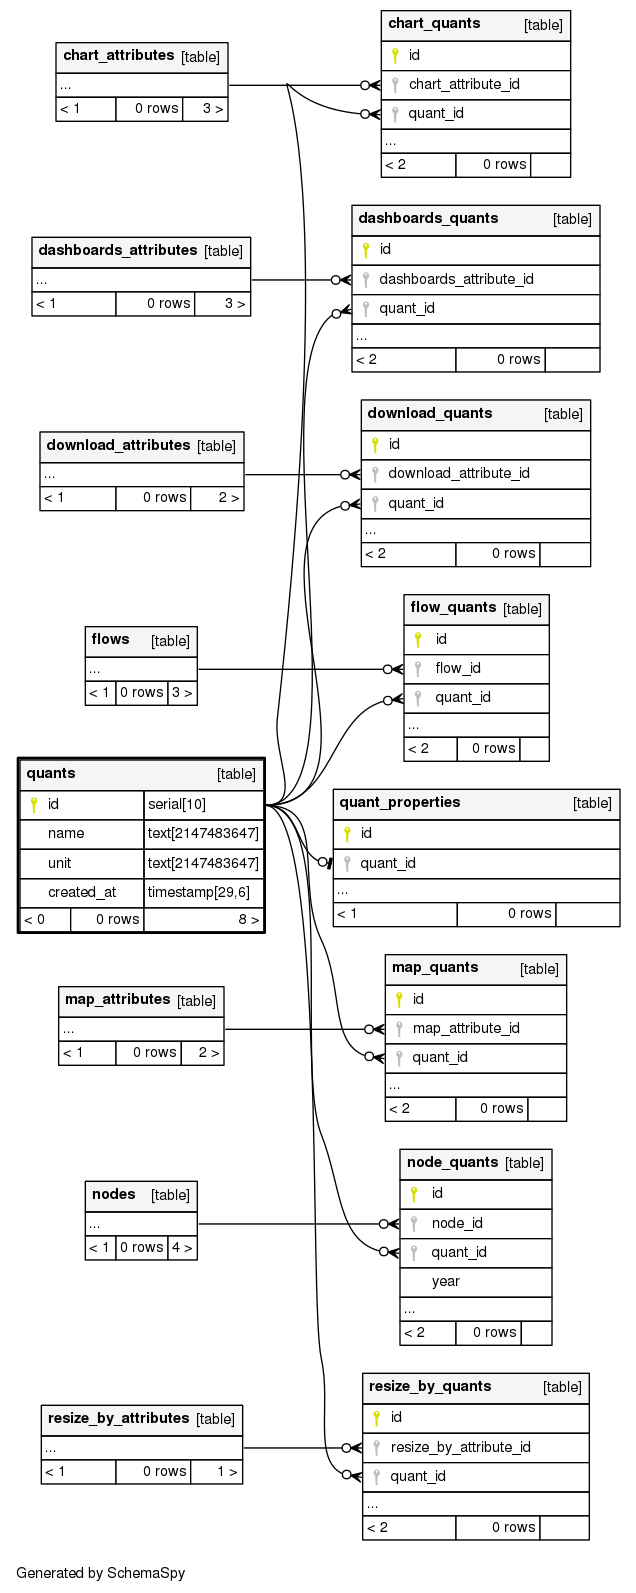 chart_quants [table]
id
chart_attribute_id
quant_id
...
< 2 0 rows
chart_attributes [table]
...
< 1 0 rows 3 >
dashboards_quants [table]
id
dashboards_attribute_id
quant_id
...
< 2 0 rows
dashboards_attributes [table]
...
< 1 0 rows 3 >
download_quants [table]
id
download_attribute_id
quant_id
...
< 2 0 rows
download_attributes [table]
...
< 1 0 rows 2 >
flow_quants [table]
id
flow_id
quant_id
...
< 2 0 rows
flows [table]
...
< 1 0 rows 3 >
quants [table]
id serial[10]
name text[2147483647]
unit text[2147483647]
created_at timestamp[29,6]
< 0 0 rows 8 >
quant_properties [table]
id
quant_id
...
< 1 0 rows
map_quants [table]
id
map_attribute_id
quant_id
...
< 2 0 rows
map_attributes [table]
...
< 1 0 rows 2 >
node_quants [table]
id
node_id
quant_id
year
...
< 2 0 rows
nodes [table]
...
< 1 0 rows 4 >
resize_by_quants [table]
id
resize_by_attribute_id
quant_id
...
< 2 0 rows
resize_by_attributes [table]
...
< 1 0 rows 1 >
Generated by SchemaSpy